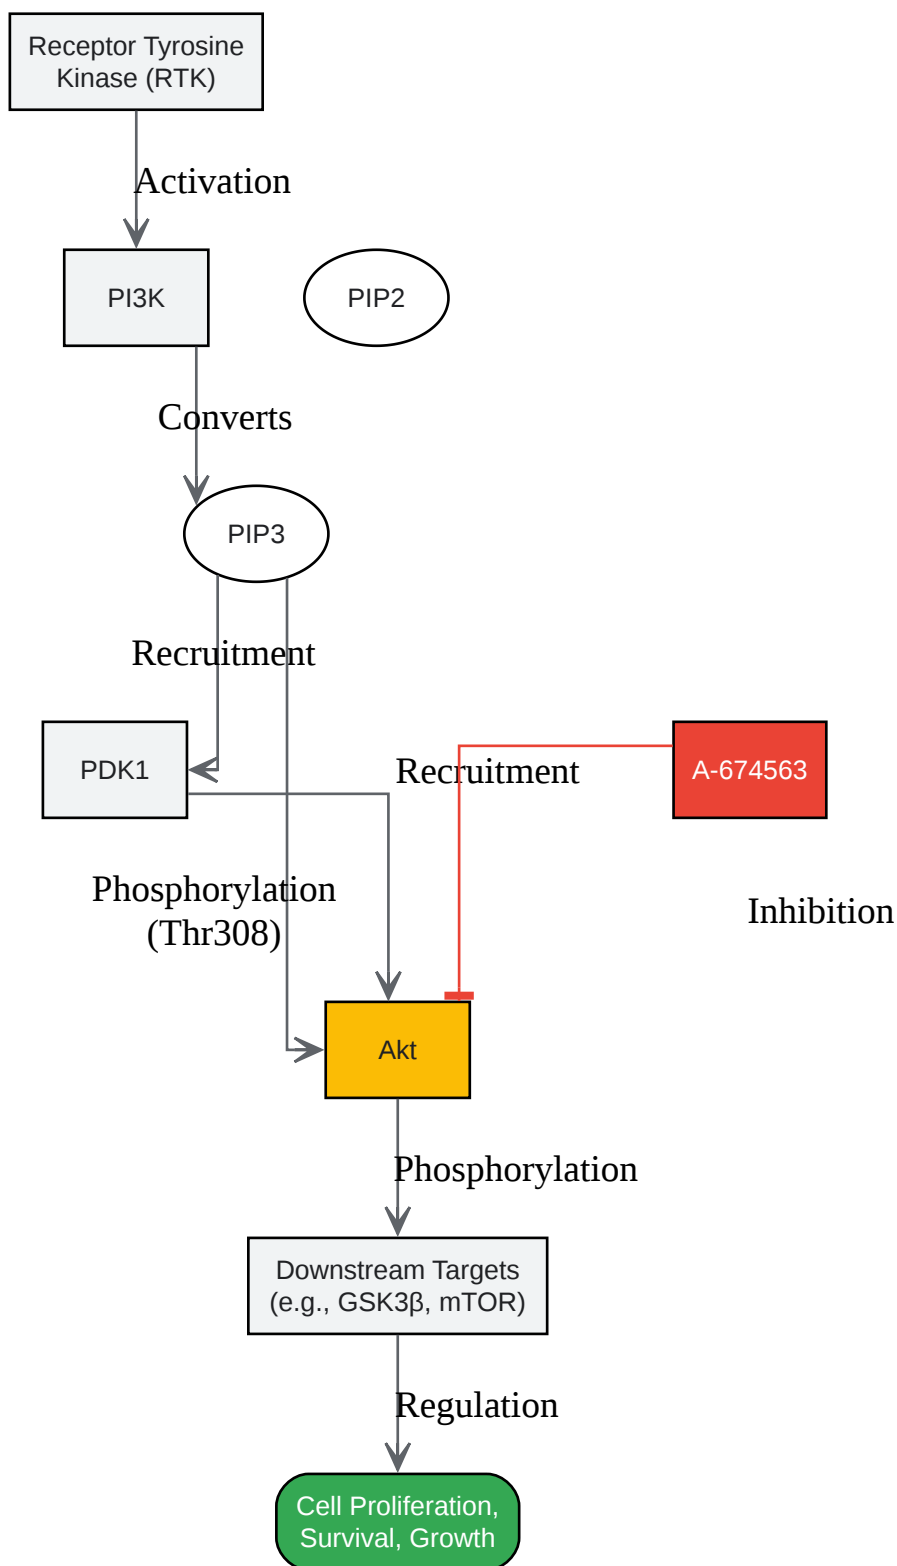 Receptor Tyrosine
Kinase (RTK)
Activation
PI3K
PIP2
Converts
PIP3
Recruitment
PDK1
Recruitment
A-674563
Phosphorylation
(Thr308)
Inhibition
Akt
Phosphorylation
Downstream Targets
(e.g., GSK3β, mTOR)
Regulation
Cell Proliferation,
Survival, Growth